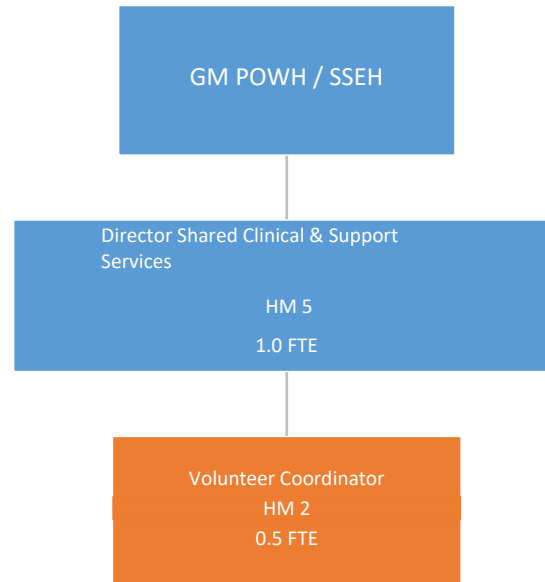 GM POWH / SSEH
Director Shared Clinical & Support
Services
HM 5
1.0 FTE
Volunteer Coordinator
HM 2
0.5 FTE